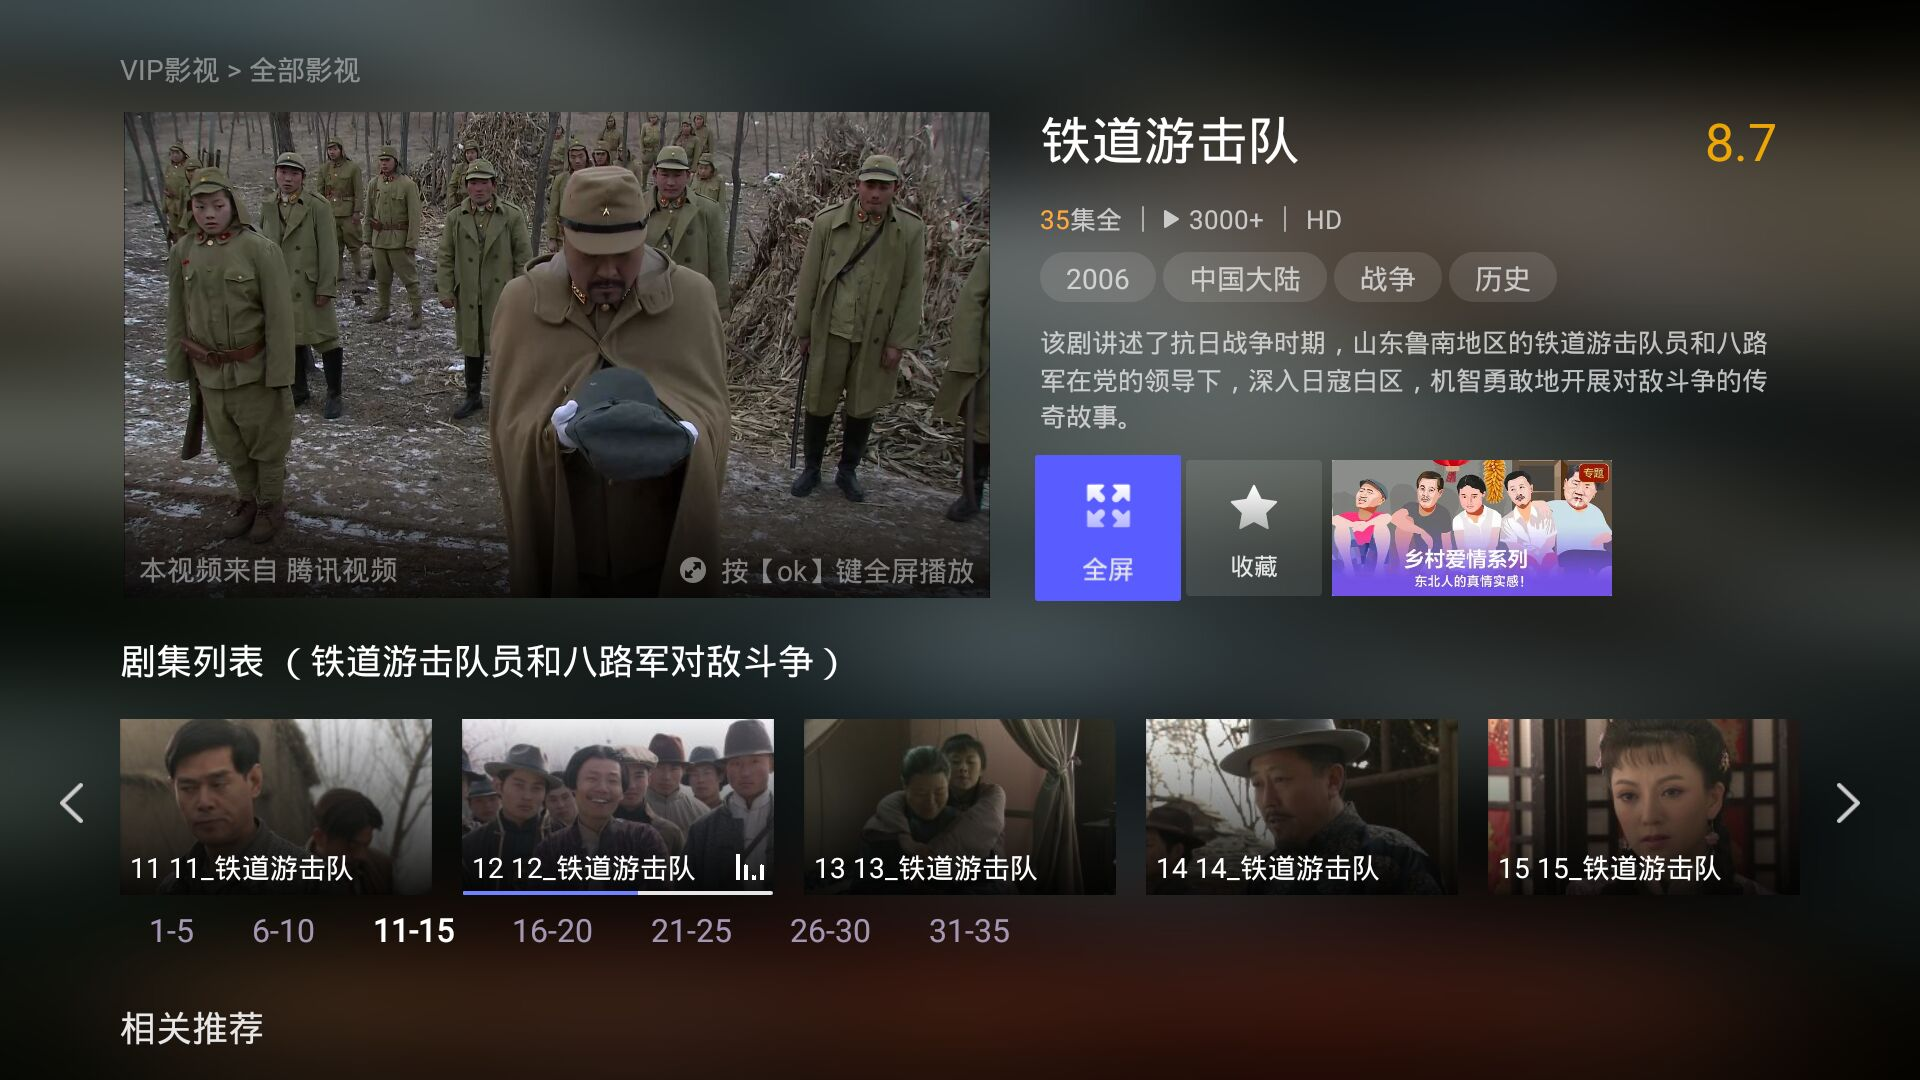 VIP影视 > 全部影视
铁道游击队
8.7
35集全 | 3000+ | HD
2006 中国大陆 战争 历史
该剧讲述了抗日战争时期，山东鲁南地区的铁道游击队员和八路
军在党的领导下，深入日寇白区，机智勇敢地开展对敌斗争的传
奇故事。
本视频来自 腾讯视频
按【ok】键全屏播放
全屏
收藏
专题
乡村爱情系列
东北人的真情实感！
剧集列表 （铁道游击队员和八路军对敌斗争）
11 11_铁道游击队
12 12_铁道游击队
13 13_铁道游击队
14 14_铁道游击队
15 15_铁道游击队
1-5 6-10 11-15 16-20 21-25 26-30 31-35
相关推荐